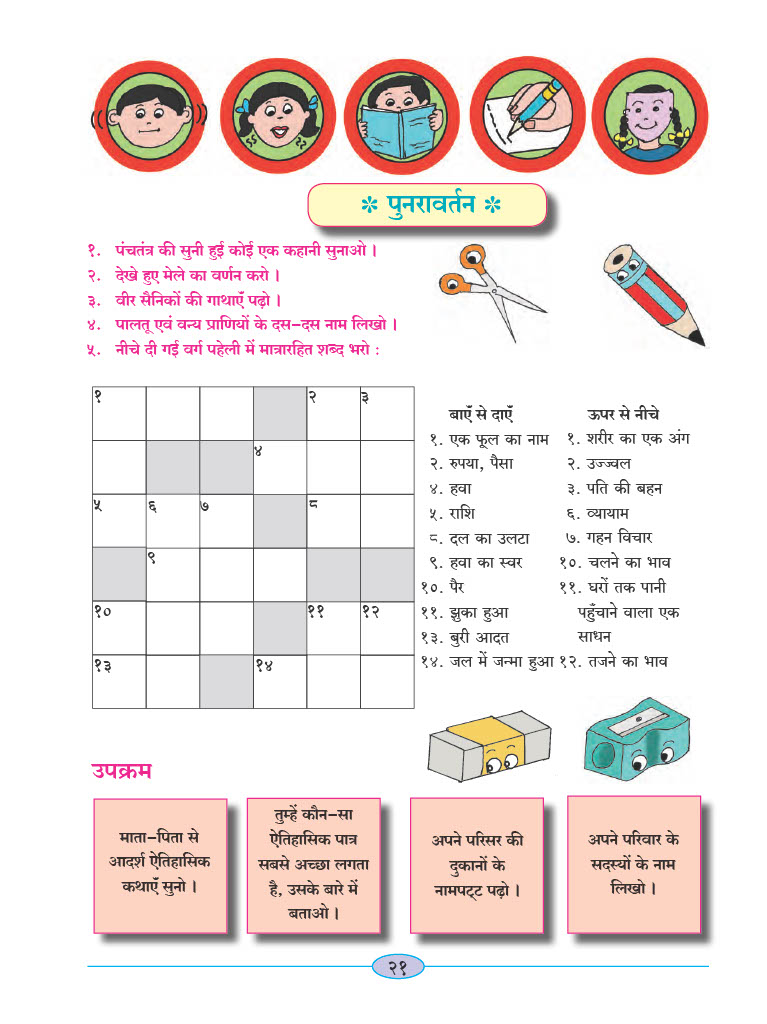 * पुनरावर्तन *
१. पंचतंत्र की सुनी हुई कोई एक कहानी सुनाओ ।
२. देखे हुए मेले का वर्णन करो ।
३. वीर सैनिकों की गाथाएँ पढ़ो ।
४. पालतू एवं वन्य प्राणियों के दस-दस नाम लिखो ।
५. नीचे दी गई वर्ग पहेली में मात्रारहित शब्द भरो :
१ २ ३
४
५ ६ ७ ८
९
१० ११ १२
१३ १४
बाएँ से दाएँ
१. एक फूल का नाम
२. रुपया, पैसा
४. हवा
५. राशि
८. दल का उलटा
९. हवा का स्वर
१०. पैर
११. झुका हुआ
१३. बुरी आदत
१४. जल में जन्मा हुआ
ऊपर से नीचे
१. शरीर का एक अंग
२. उज्ज्वल
३. पति की बहन
६. व्यायाम
७. गहन विचार
१०. चलने का भाव
११. घरों तक पानी
पहुँचाने वाला एक
साधन
१२. तजने का भाव
उपक्रम
माता-पिता से
आदर्श ऐतिहासिक
कथाएँ सुनो ।
तुम्हें कौन-सा
ऐतिहासिक पात्र
सबसे अच्छा लगता
है, उसके बारे में
बताओ ।
अपने परिसर की
दुकानों के
नामपट्ट पढ़ो ।
अपने परिवार के
सदस्यों के नाम
लिखो ।
२१